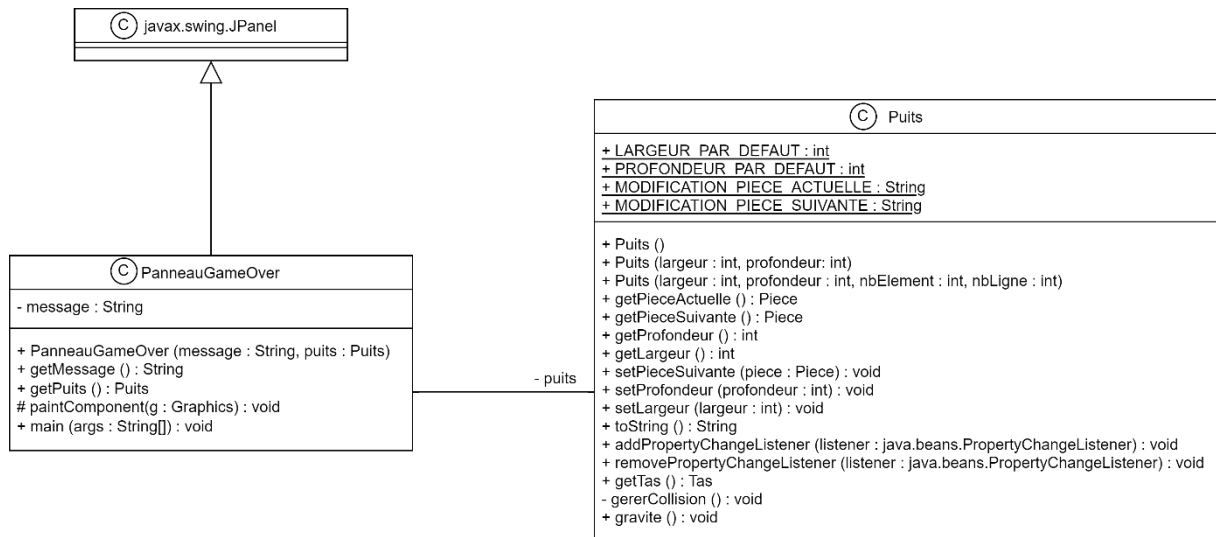 C javax.swing.JPanel
C Puits
+ LARGEUR_PAR_DEFAUT : int
+ PROFONDEUR_PAR_DEFAUT : int
+ MODIFICATION_PIECE_ACTUELLE : String
+ MODIFICATION_PIECE_SUIVANTE : String
+ Puits ()
+ Puits (largeur : int, profondeur: int)
+ Puits (largeur : int, profondeur : int, nbElement : int, nbLigne : int)
+ getPieceActuelle () : Piece
+ getPieceSuivante () : Piece
+ getProfondeur () : int
+ getLargeur () : int
+ setPieceSuivante (piece : Piece) : void
+ setProfondeur (profondeur : int) : void
+ setLargeur (largeur : int) : void
+ toString () : String
+ addPropertyChangeListener (listener : java.beans.PropertyChangeListener) : void
+ removePropertyChangeListener (listener : java.beans.PropertyChangeListener) : void
+ getTas () : Tas
- gererCollision () : void
+ gravite () : void
C PanneauGameOver
- message : String
+ PanneauGameOver (message : String, puits : Puits)
+ getMessage () : String
+ getPuits () : Puits
# paintComponent(g : Graphics) : void
+ main (args : String[]) : void
- puits